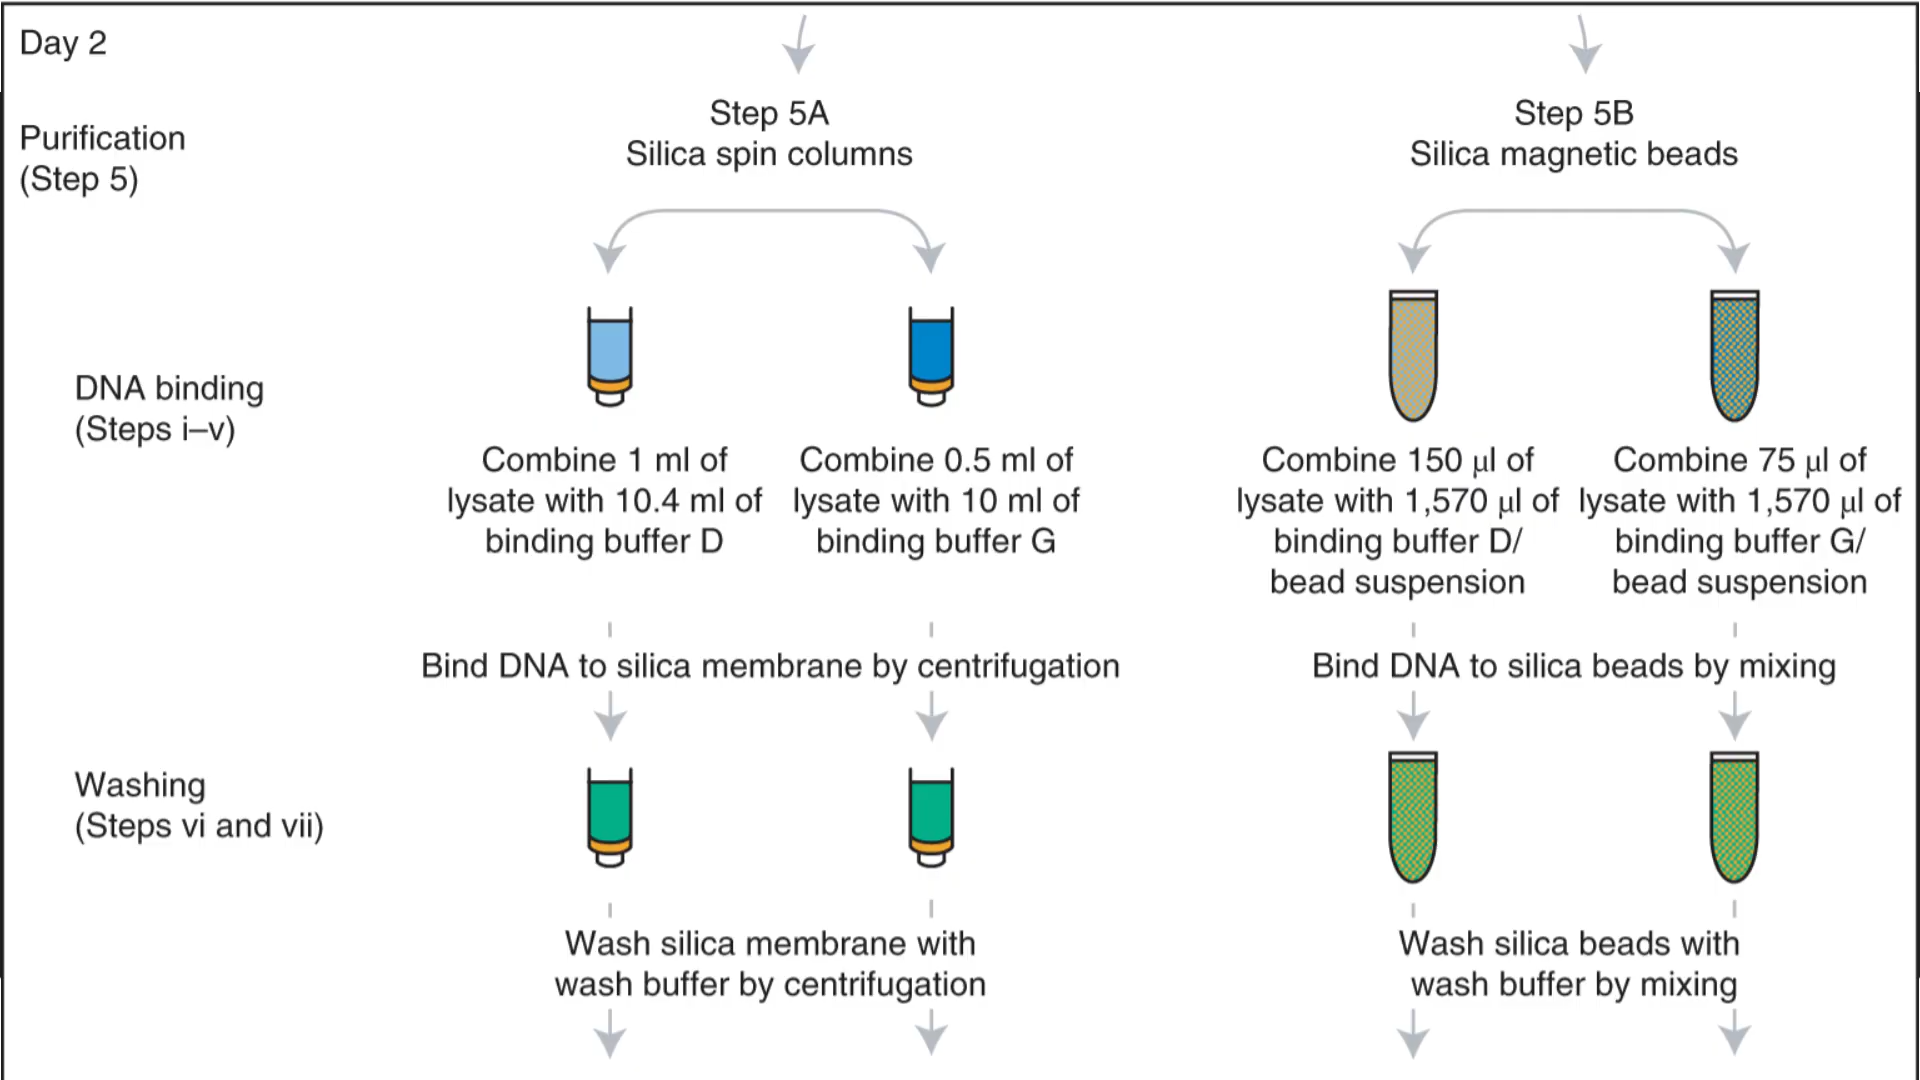 Day 2
Purification
(Step 5)
Step 5A
Silica spin columns
Step 5B
Silica magnetic beads
DNA binding
(Steps i–v)
Combine 1 ml of
lysate with 10.4 ml of
binding buffer D
Combine 0.5 ml of
lysate with 10 ml of
binding buffer G
Combine 150 µl of
lysate with 1,570 µl of
binding buffer D/
bead suspension
Combine 75 µl of
lysate with 1,570 µl of
binding buffer G/
bead suspension
Bind DNA to silica membrane by centrifugation
Bind DNA to silica beads by mixing
Washing
(Steps vi and vii)
Wash silica membrane with
wash buffer by centrifugation
Wash silica beads with
wash buffer by mixing